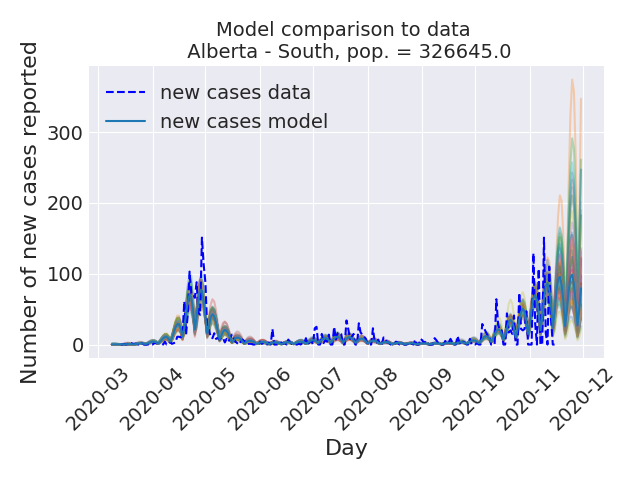 Model comparison to data
Alberta - South, pop. = 326645.0
Number of new cases reported
new cases data
new cases model
300
200
100
0
2020-03
2020-04
2020-05
2020-06
2020-07
2020-08
2020-09
2020-10
2020-11
2020-12
Day